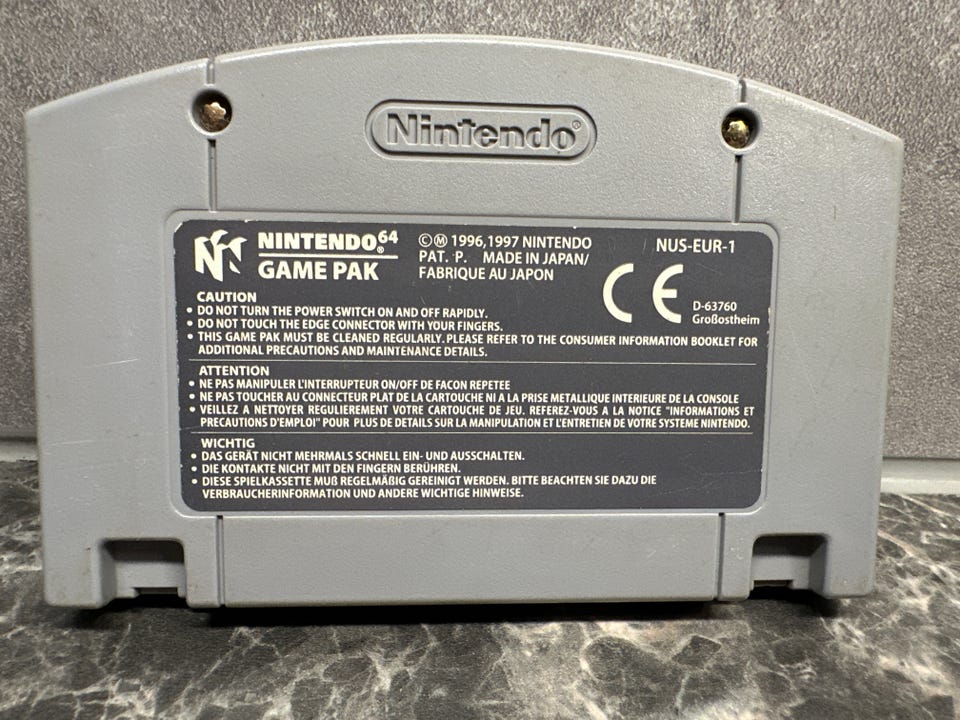 Nintendo®
NINTENDO64®
GAME PAK
©Ⓜ 1996,1997 NINTENDO
PAT. P. MADE IN JAPAN/
FABRIQUE AU JAPON
NUS-EUR-1
CE
D-63760
Großostheim
CAUTION
• DO NOT TURN THE POWER SWITCH ON AND OFF RAPIDLY.
• DO NOT TOUCH THE EDGE CONNECTOR WITH YOUR FINGERS.
• THIS GAME PAK MUST BE CLEANED REGULARLY. PLEASE REFER TO THE CONSUMER INFORMATION BOOKLET FOR
ADDITIONAL PRECAUTIONS AND MAINTENANCE DETAILS.
ATTENTION
• NE PAS MANIPULER L'INTERRUPTEUR ON/OFF DE FACON REPETEE
• NE PAS TOUCHER AU CONNECTEUR PLAT DE LA CARTOUCHE NI A LA PRISE METALLIQUE INTERIEURE DE LA CONSOLE
• VEILLEZ A NETTOYER REGULIEREMENT VOTRE CARTOUCHE DE JEU. REFEREZ-VOUS A LA NOTICE "INFORMATIONS ET
PRECAUTIONS D'EMPLOI" POUR PLUS DE DETAILS SUR LA MANIPULATION ET L'ENTRETIEN DE VOTRE SYSTEME NINTENDO.
WICHTIG
• DAS GERÄT NICHT MEHRMALS SCHNELL EIN- UND AUSSCHALTEN.
• DIE KONTAKTE NICHT MIT DEN FINGERN BERÜHREN.
• DIESE SPIELKASSETTE MUß REGELMÄßIG GEREINIGT WERDEN. BITTE BEACHTEN SIE DAZU DIE
VERBRAUCHERINFORMATION UND ANDERE WICHTIGE HINWEISE.